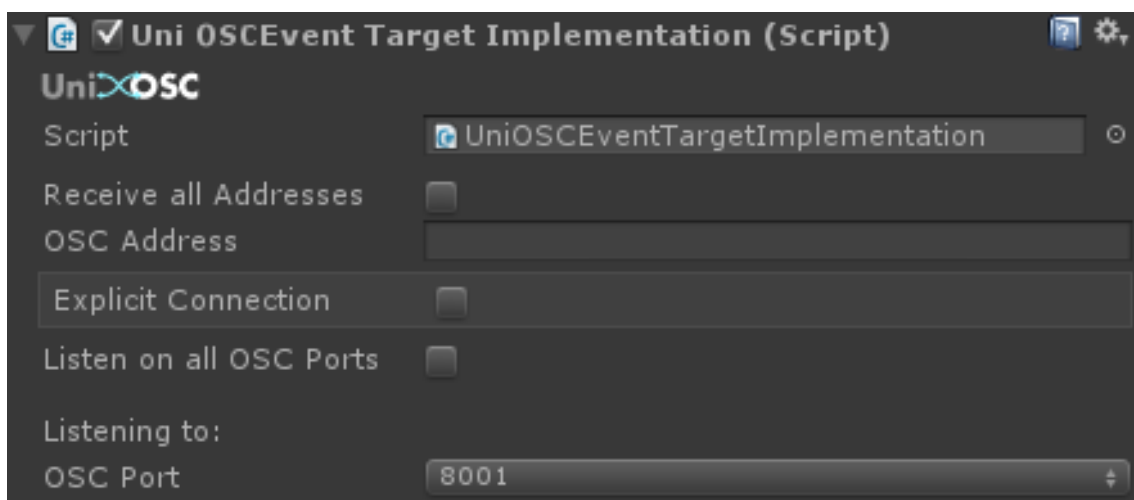 Uni OSCEvent Target Implementation (Script)
UniOSC
Script UniOSCEventTargetImplementation
Receive all Addresses
OSC Address
Explicit Connection
Listen on all OSC Ports
Listening to:
OSC Port 8001